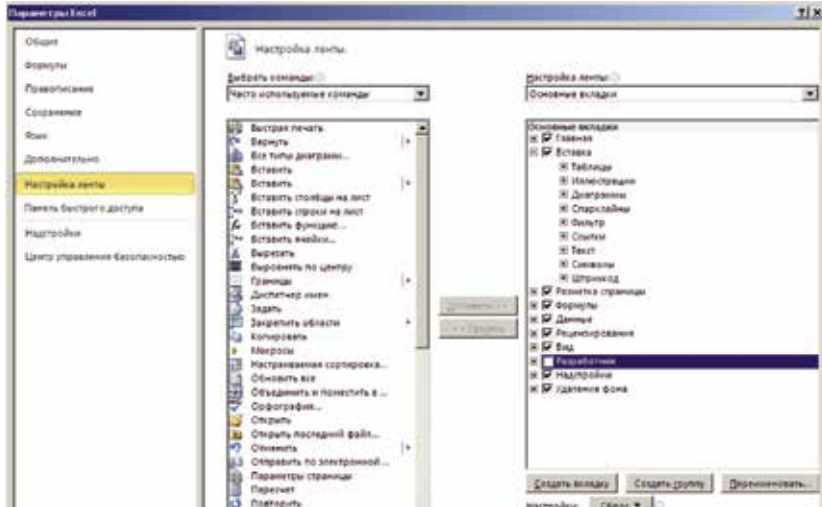 Параметры Excel
Общие
Формулы
Правописание
Сохранение
Язык
Дополнительно
Настройка ленты
Панель быстрого доступа
Надстройки
Центр управления безопасностью
Настройка ленты.
Выбрать команды:
Часто используемые команды
Быстрая печать
Вернуть
Все типы диаграмм...
Вставить
Вставить
Вставить столбцы на лист
Вставить строки на лист
Вставить функцию...
Вставить ячейки...
Вырезать
Выровнять по центру
Границы
Диспетчер имен
Задать
Закрепить области
Копировать
Макросы
Настраиваемая сортировка...
Обновить все
Объединить и поместить в ...
Орфография...
Открыть
Открыть последний файл...
Отменить
Отправить по электронной...
Параметры страницы
Пересчет
Повторить
Добавить >>
<< Удалить
Настройка ленты:
Основные вкладки
Основные вкладки
Главная
Вставка
Таблицы
Иллюстрации
Диаграммы
Спарклайны
Фильтр
Ссылки
Текст
Символы
Штрихкод
Разметка страницы
Формулы
Данные
Рецензирование
Вид
Разработчик
Надстройки
Удаление фона
Создать вкладку
Создать группу
Переименовать...
Настройки:
Сброс